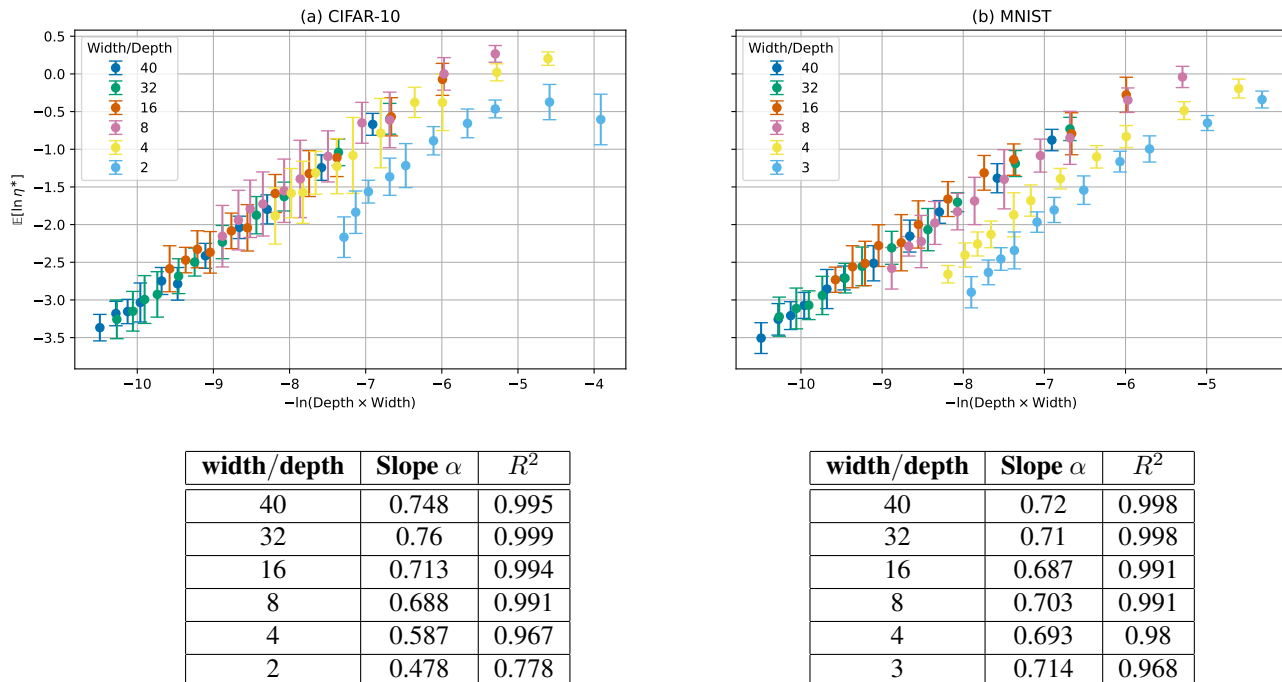 (a) CIFAR-10
0.5
0.0
−0.5
−1.0
−1.5
−2.0
−2.5
−3.0
−3.5
𝔼[ln η*]
Width/Depth
40
32
16
8
4
2
−10 −9 −8 −7 −6 −5 −4
−ln(Depth × Width)
(b) MNIST
Width/Depth
40
32
16
8
4
3
−10 −9 −8 −7 −6 −5
−ln(Depth × Width)
width/depth Slope α R²
40 0.748 0.995
32 0.76 0.999
16 0.713 0.994
8 0.688 0.991
4 0.587 0.967
2 0.478 0.778
width/depth Slope α R²
40 0.72 0.998
32 0.71 0.998
16 0.687 0.991
8 0.703 0.991
4 0.693 0.98
3 0.714 0.968